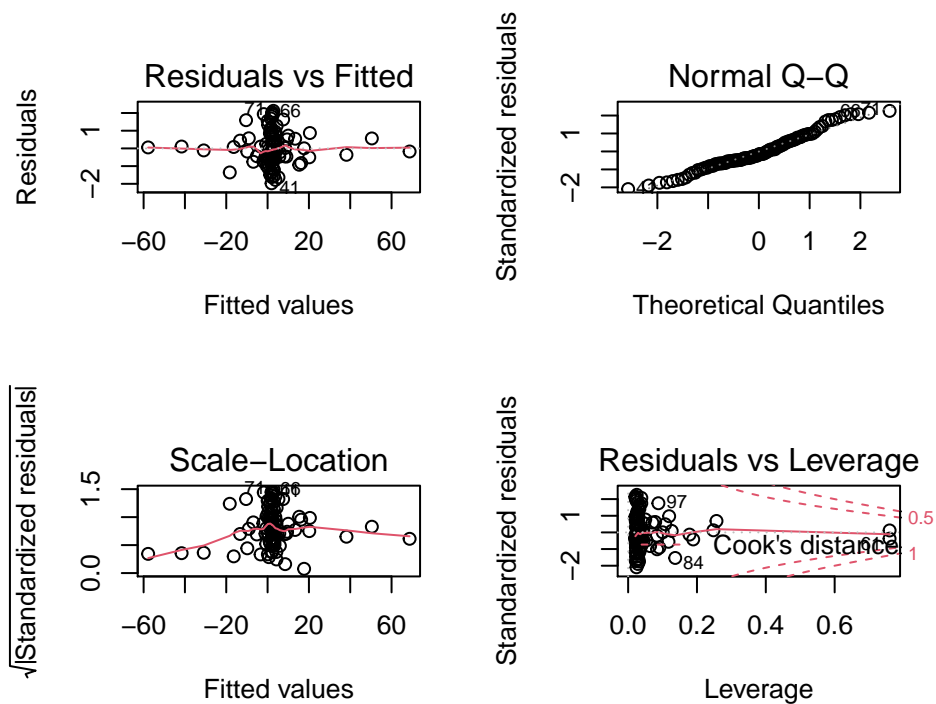 Residuals vs Fitted
Residuals
1
−2
71
66
41
−60
−20
20
60
Fitted values
Normal Q−Q
Standardized residuals
1
−2
71
41
−2
0
1
2
Theoretical Quantiles
Scale−Location
√|Standardized residuals|
1.5
0.0
71
−60
−20
20
60
Fitted values
Residuals vs Leverage
Standardized residuals
1
−2
97
84
Cook's distance
0.5
1
0.0
0.2
0.4
0.6
Leverage